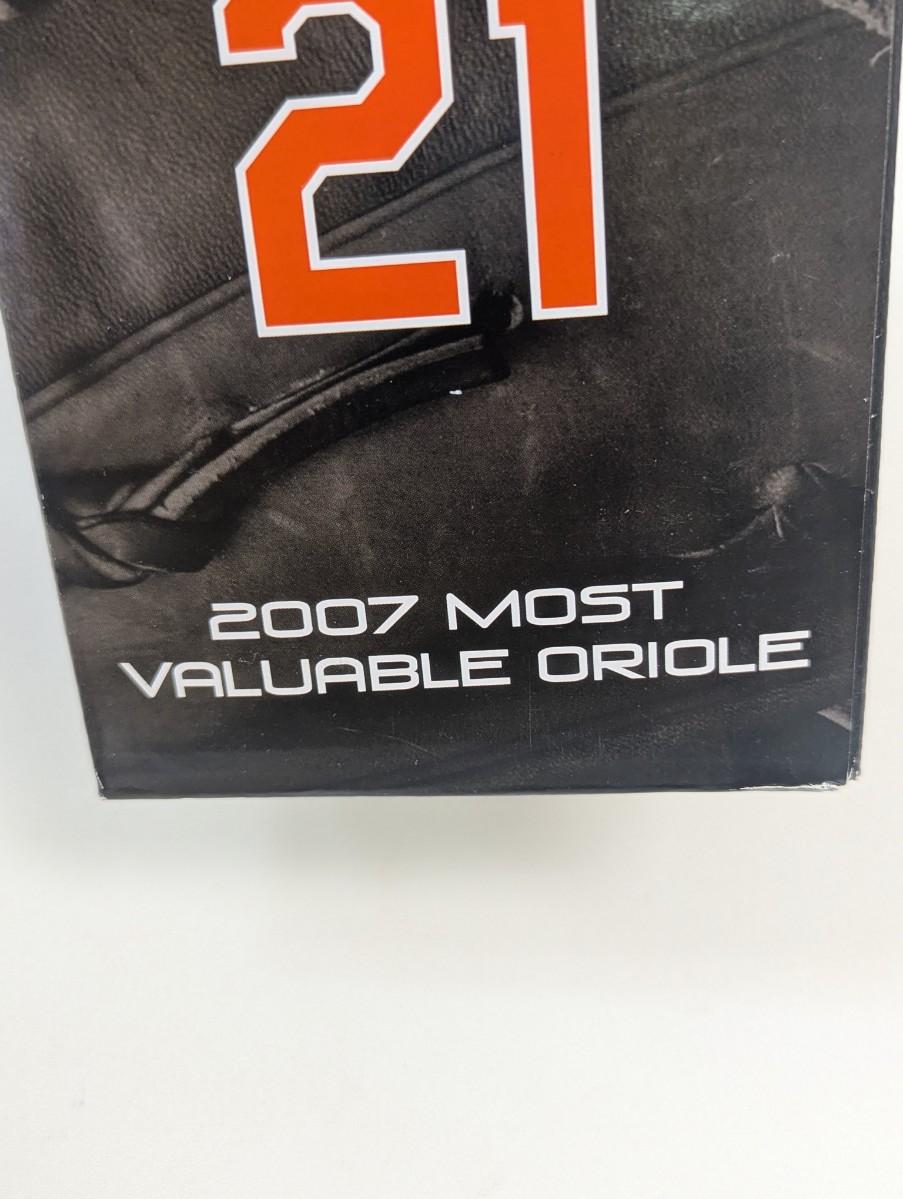 21
2007 MOST
VALUABLE ORIOLE